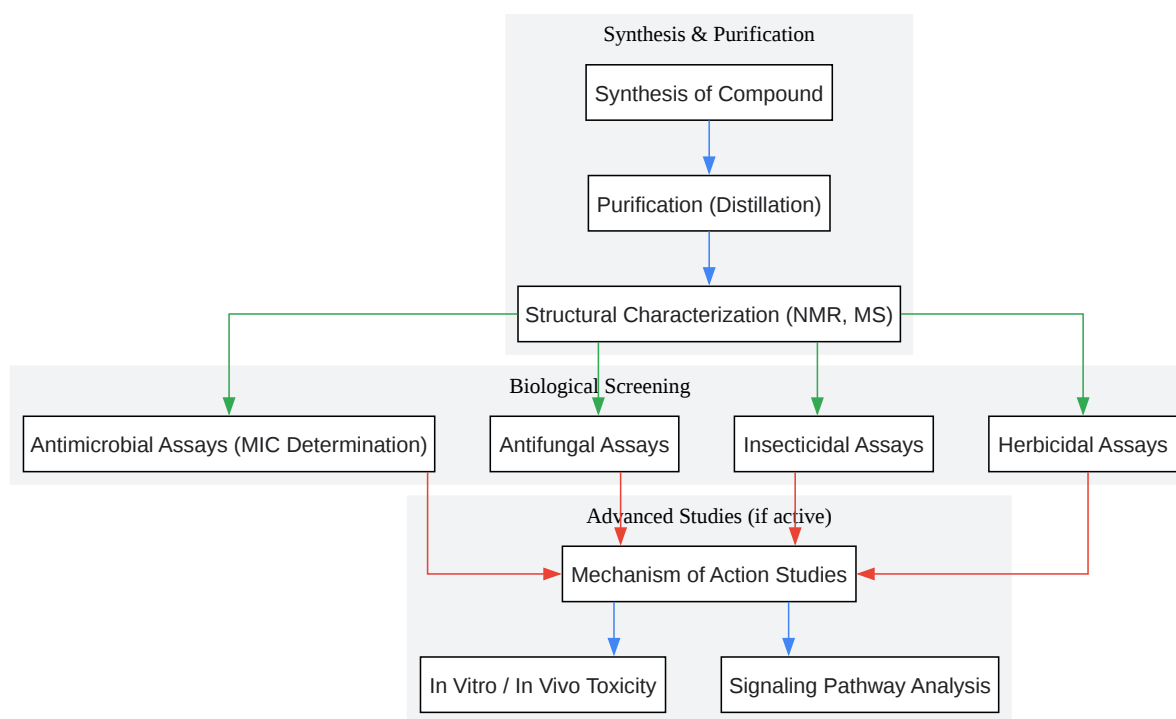 Synthesis & Purification
Synthesis of Compound
Purification (Distillation)
Structural Characterization (NMR, MS)
Biological Screening
Antimicrobial Assays (MIC Determination)
Antifungal Assays
Insecticidal Assays
Herbicidal Assays
Advanced Studies (if active)
Mechanism of Action Studies
In Vitro / In Vivo Toxicity
Signaling Pathway Analysis